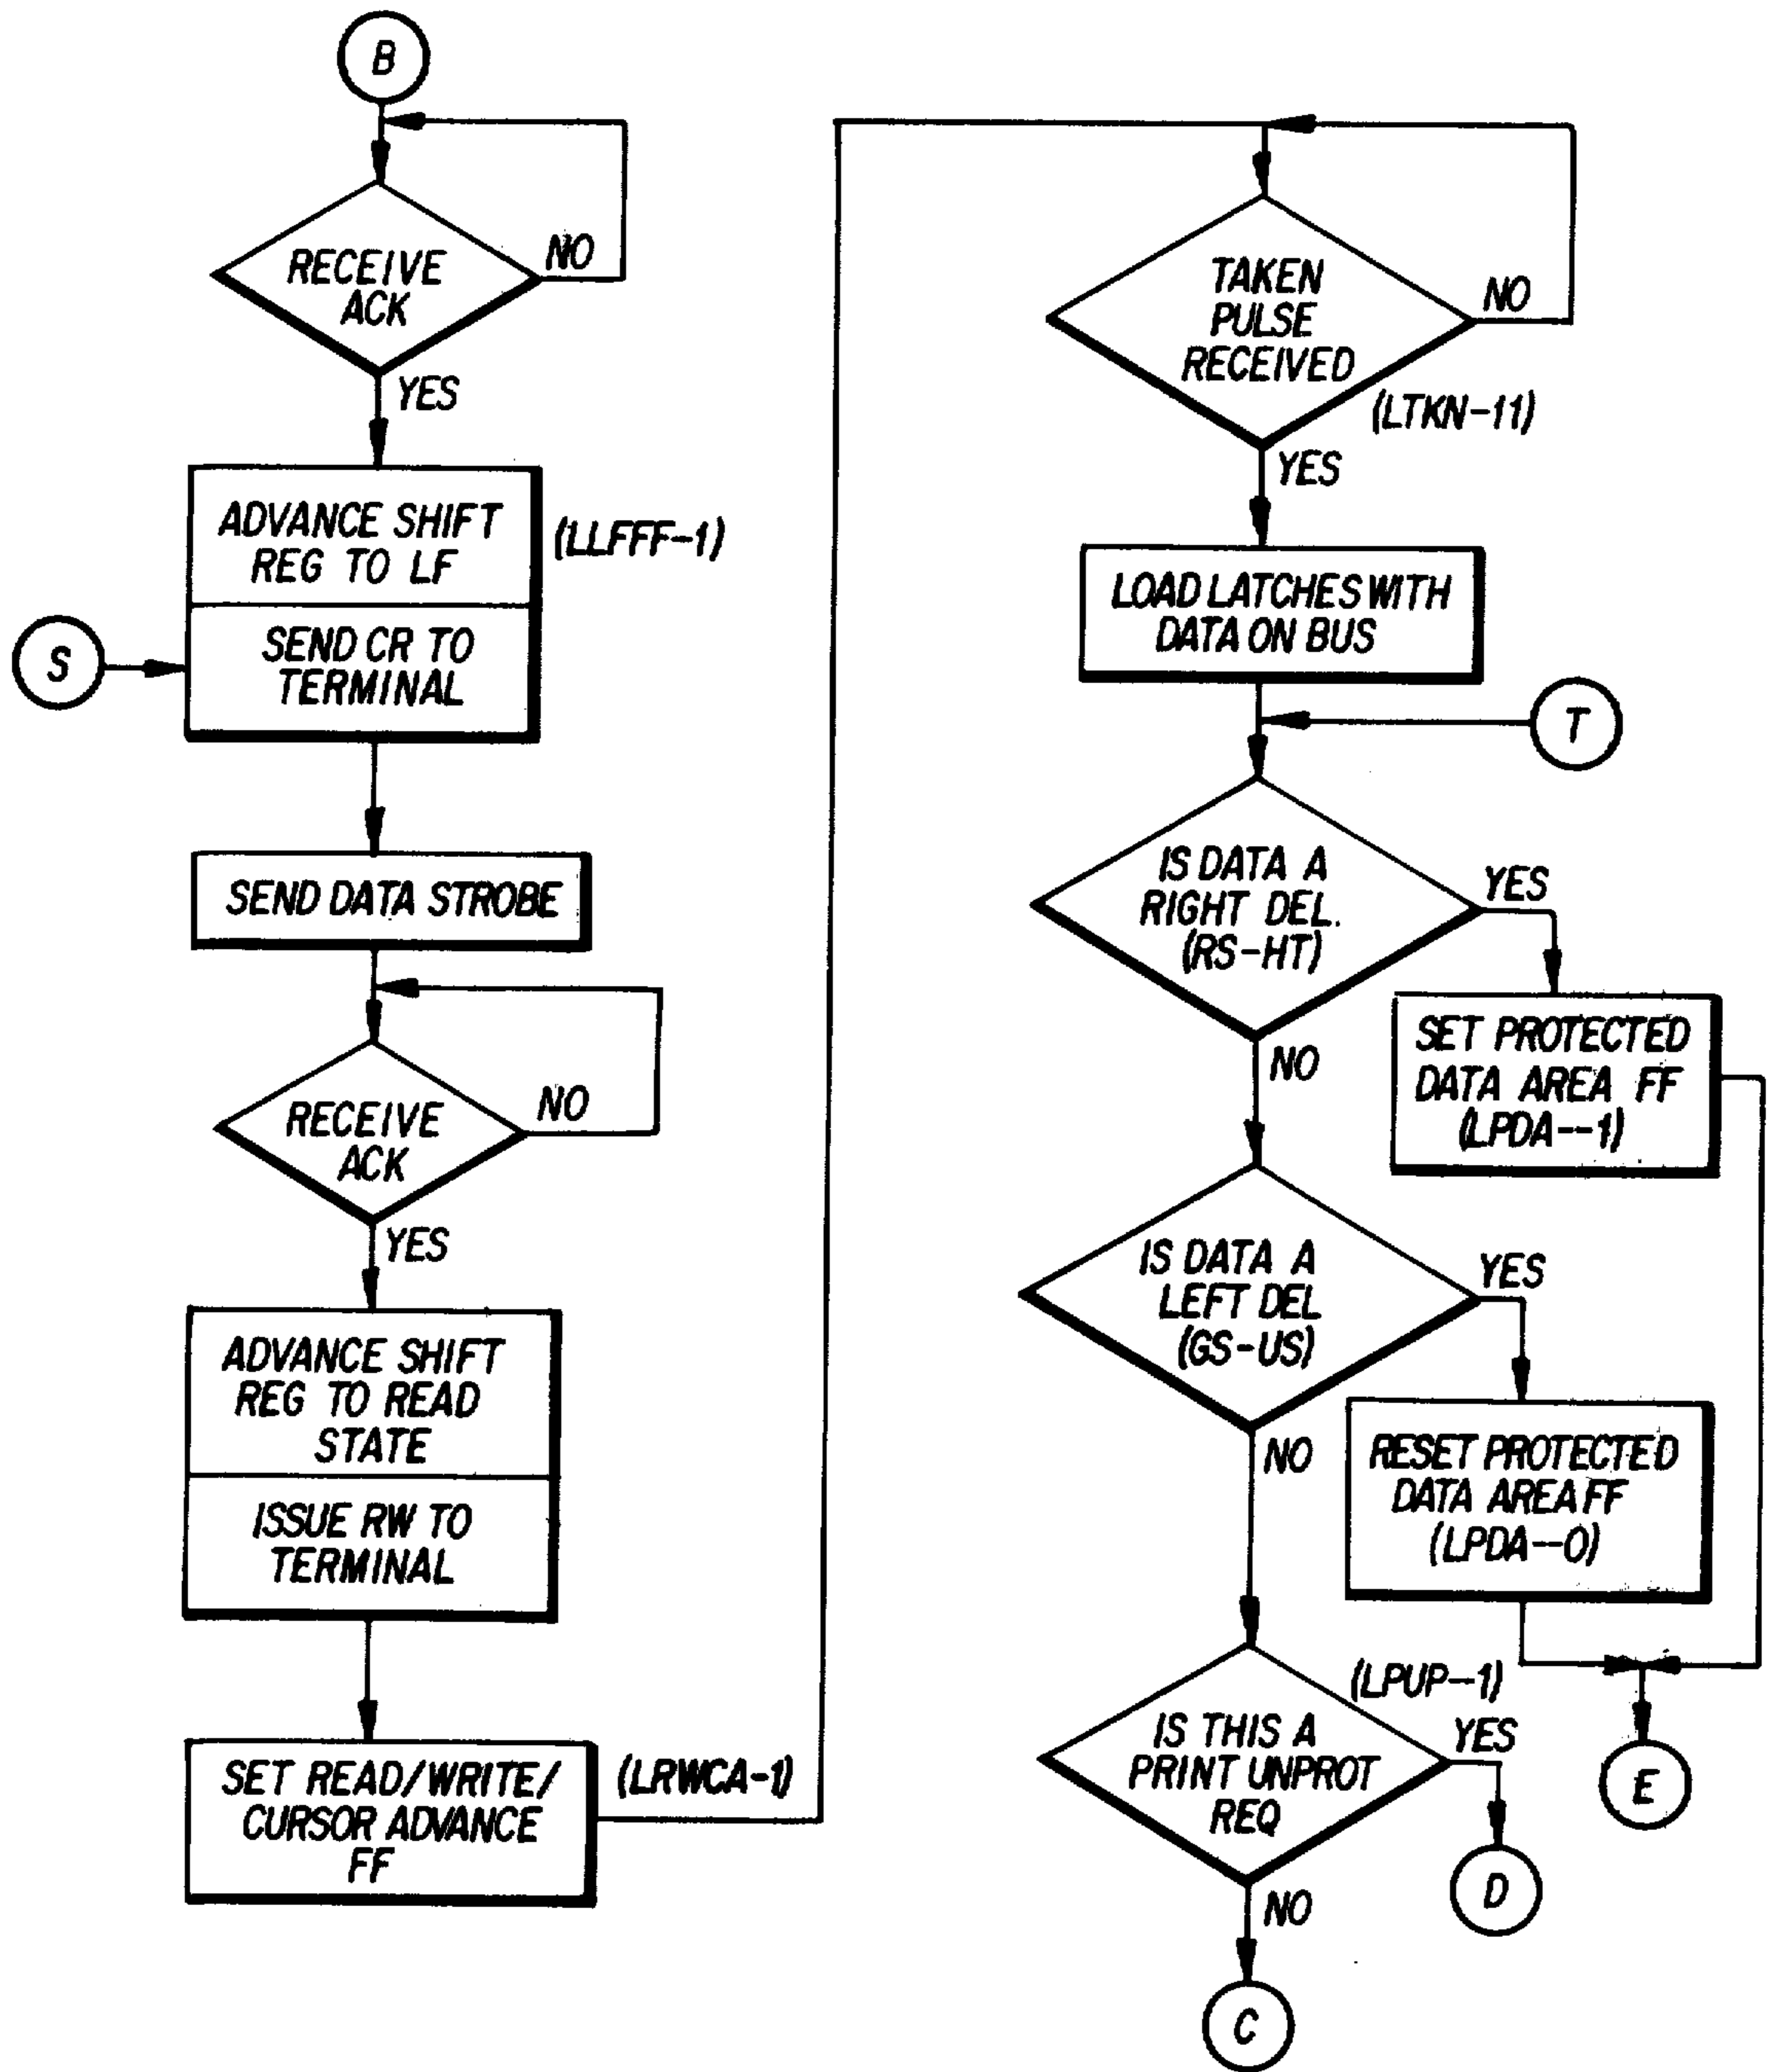 B
RECEIVE
ACK
NO
YES
ADVANCE SHIFT
REG TO LF
(LLFFF-1)
S
SEND CR TO
TERMINAL
SEND DATA STROBE
RECEIVE
ACK
NO
YES
ADVANCE SHIFT
REG TO READ
STATE
ISSUE RW TO
TERMINAL
SET READ/WRITE/
CURSOR ADVANCE
FF
(LRWCA-1)
TAKEN
PULSE
RECEIVED
NO
(LTKN-11)
YES
LOAD LATCHES WITH
DATA ON BUS
T
IS DATA A
RIGHT DEL.
(RS-HT)
YES
NO
SET PROTECTED
DATA AREA FF
(LPDA--1)
IS DATA A
LEFT DEL
(GS-US)
YES
NO
RESET PROTECTED
DATA AREA FF
(LPDA--0)
(LPUP--1)
IS THIS A
PRINT UNPROT
REQ
YES
NO
E
D
C